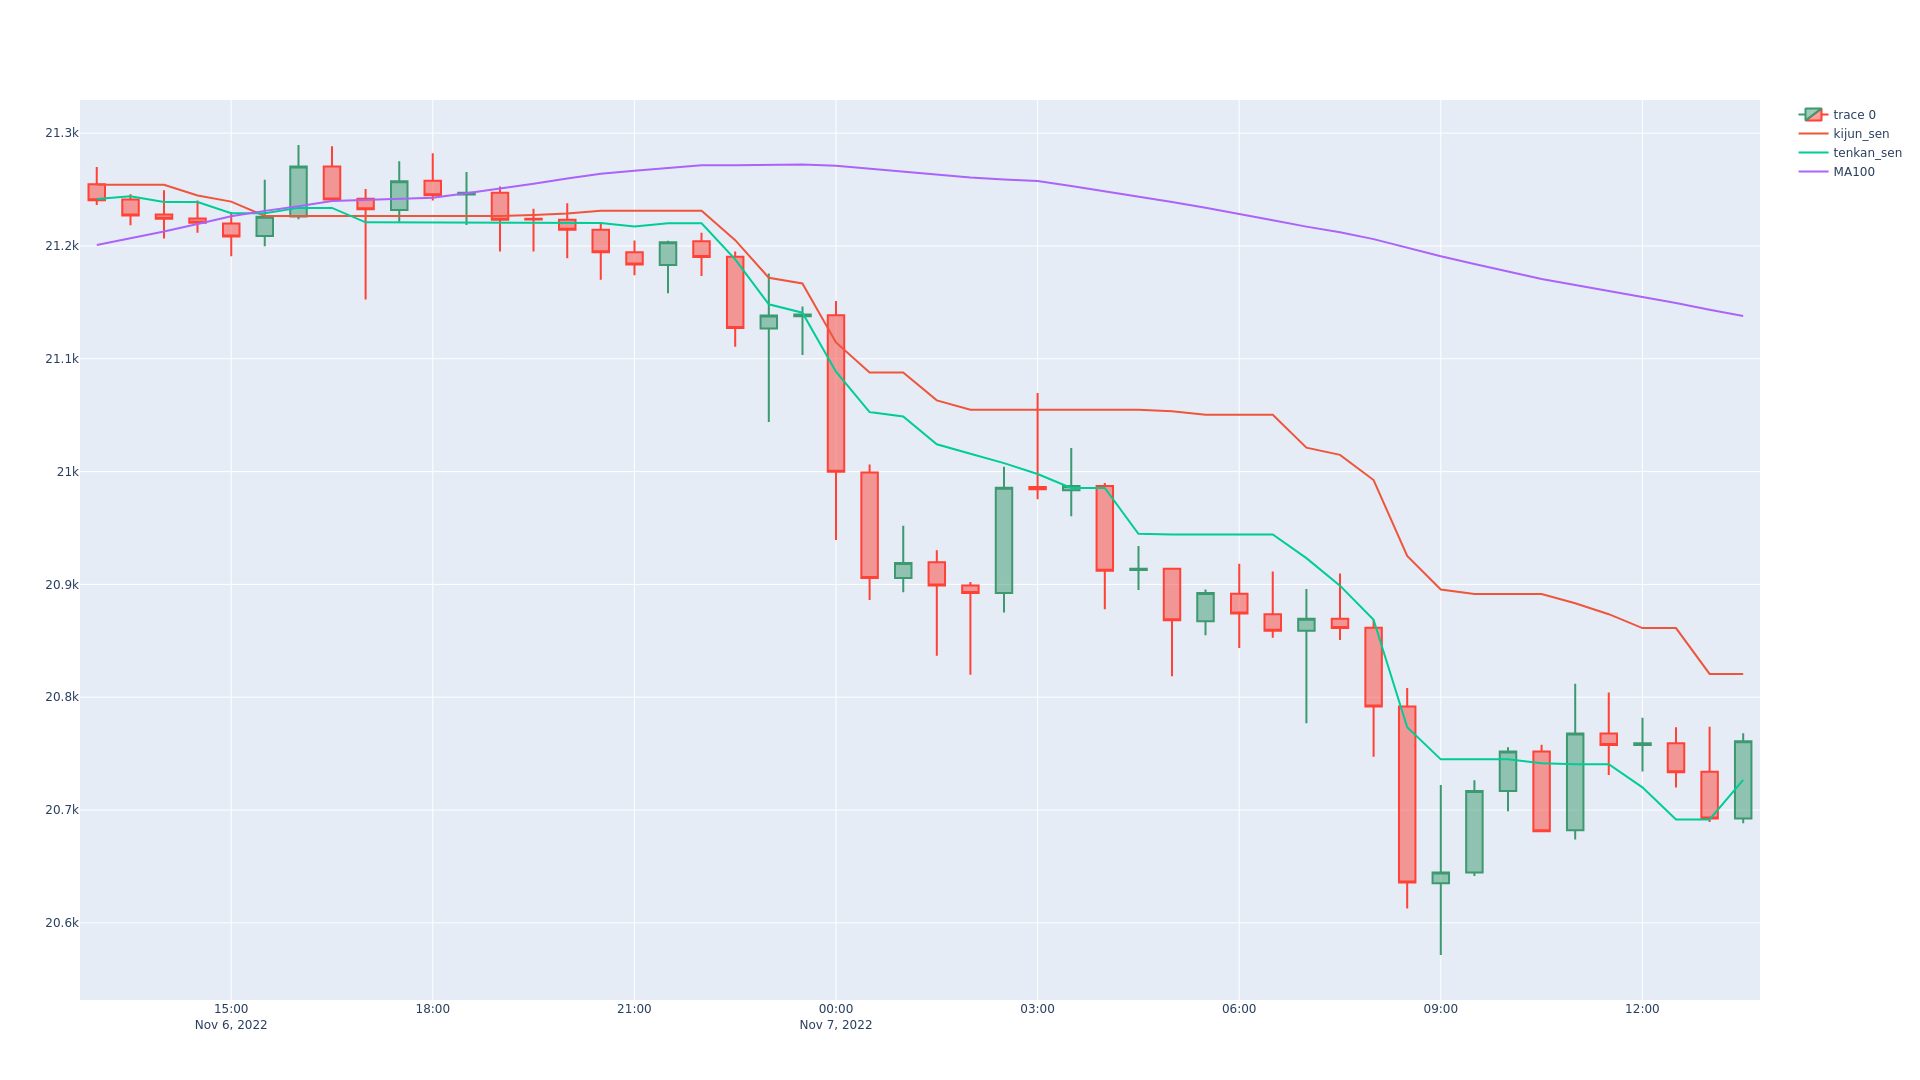 21.3k
21.2k
21.1k
21k
20.9k
20.8k
20.7k
20.6k
15:00
Nov 6, 2022
18:00
21:00
00:00
Nov 7, 2022
03:00
06:00
09:00
12:00
trace 0
kijun_sen
tenkan_sen
MA100